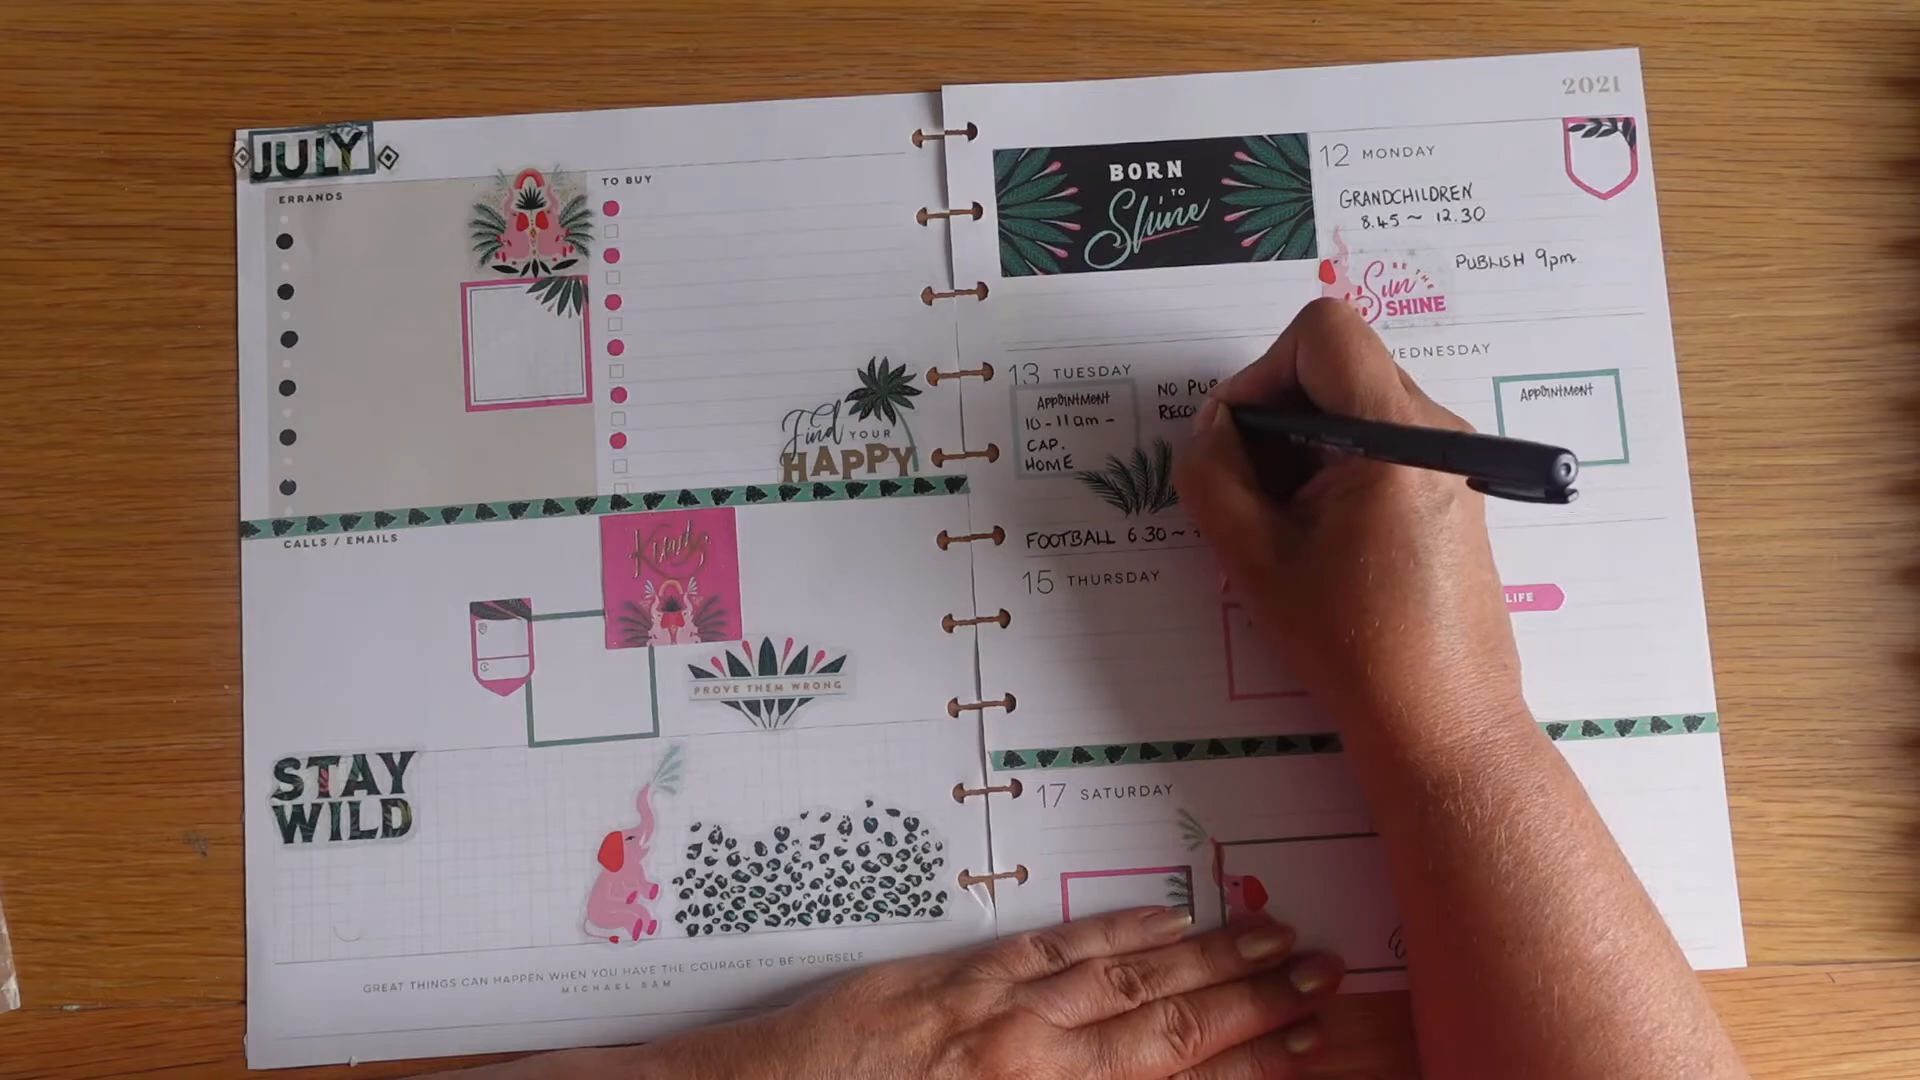 JULY
ERRANDS
TO BUY
Find YOUR
HAPPY
CALLS / EMAILS
Kind
PROVE THEM WRONG
STAY
WILD
GREAT THINGS CAN HAPPEN WHEN YOU HAVE THE COURAGE TO BE YOURSELF
MICHAEL SAM
2021
BORN
TO
Shine
12 MONDAY
GRANDCHILDREN
8.45 ~ 12.30
PUBLISH 9pm
BE THE
Sun
SHINE
13 TUESDAY
APPOINTMENT
10-11am -
CAP.
HOME
NO
FOOTBALL 6.30 ~
WEDNESDAY
APPOINTMENT
15 THURSDAY
LIFE
17 SATURDAY